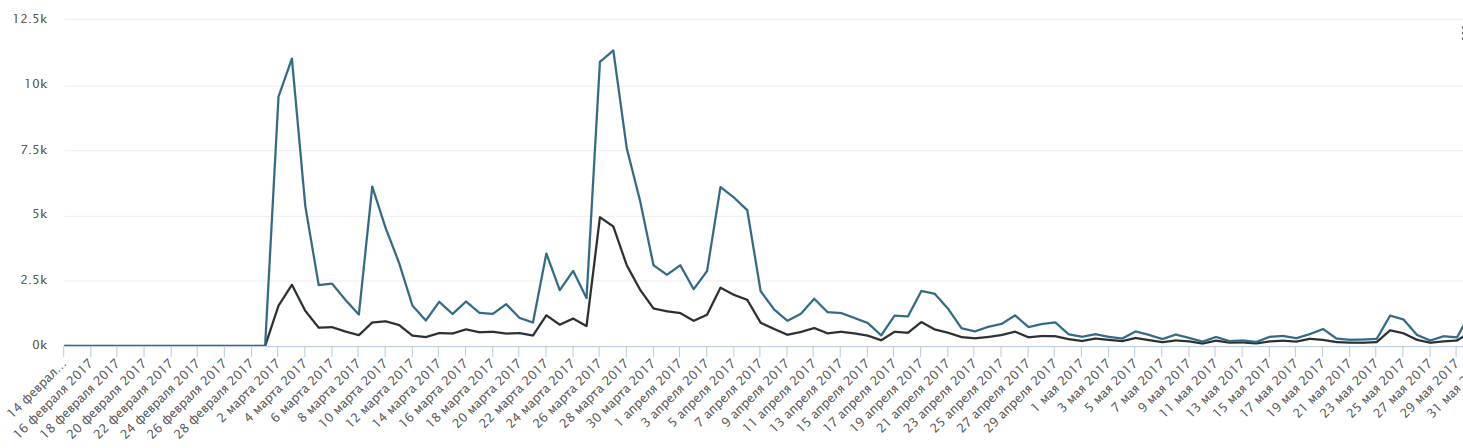 12.5k
10k
7.5k
5k
2.5k
0k
14 феврал...
16 февраля 2017
18 февраля 2017
20 февраля 2017
22 февраля 2017
24 февраля 2017
26 февраля 2017
28 февраля 2017
2 марта 2017
4 марта 2017
6 марта 2017
8 марта 2017
10 марта 2017
12 марта 2017
14 марта 2017
16 марта 2017
18 марта 2017
20 марта 2017
22 марта 2017
24 марта 2017
26 марта 2017
28 марта 2017
30 марта 2017
1 апреля 2017
3 апреля 2017
5 апреля 2017
7 апреля 2017
9 апреля 2017
11 апреля 2017
13 апреля 2017
15 апреля 2017
17 апреля 2017
19 апреля 2017
21 апреля 2017
23 апреля 2017
25 апреля 2017
27 апреля 2017
29 апреля 2017
1 мая 2017
3 мая 2017
5 мая 2017
7 мая 2017
9 мая 2017
11 мая 2017
13 мая 2017
15 мая 2017
17 мая 2017
19 мая 2017
21 мая 2017
23 мая 2017
25 мая 2017
27 мая 2017
29 мая 2017
31 мая